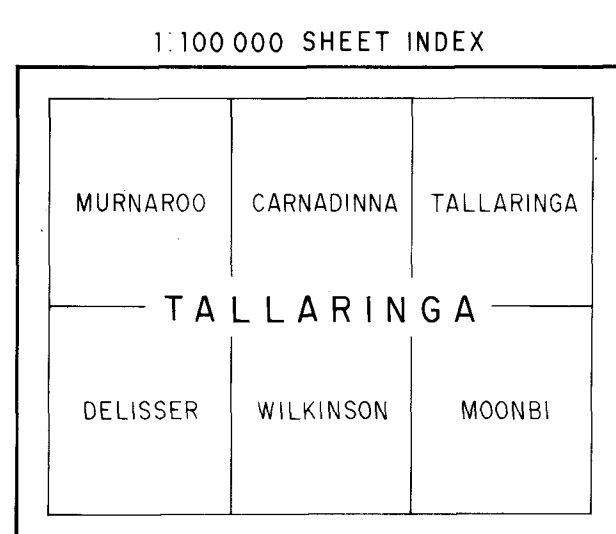 1:100 000 SHEET INDEX
MURNAROO CARNADINNA TALLARINGA
TALLARINGA
DELISSER WILKINSON MOONBI